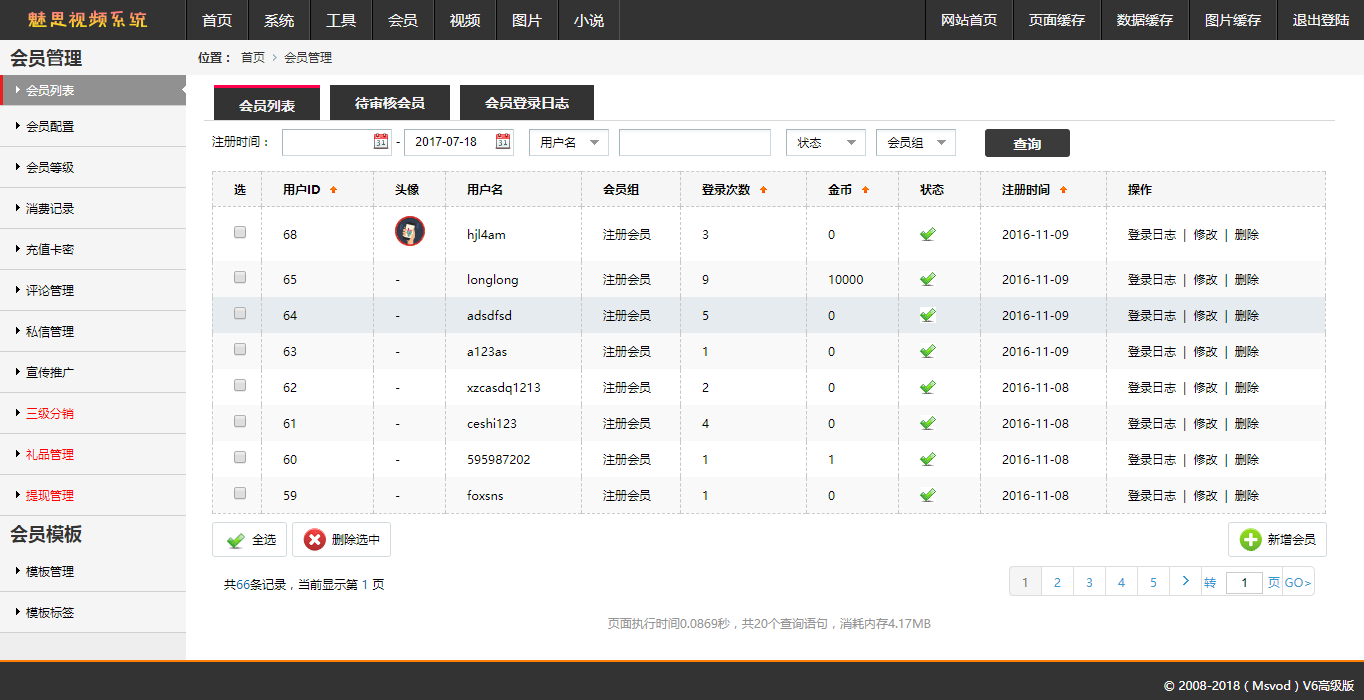 魅思视频系统 首页 系统 工具 会员 视频 图片 小说 网站首页 页面缓存 数据缓存 图片缓存 退出登陆
会员管理
会员列表
会员配置
会员等级
消费记录
充值卡密
评论管理
私信管理
宣传推广
三级分销
礼品管理
提现管理
会员模板
模板管理
模板标签
位置： 首页 > 会员管理
会员列表 待审核会员 会员登录日志
注册时间： - 2017-07-18 用户名 状态 会员组 查询
选 用户ID 头像 用户名 会员组 登录次数 金币 状态 注册时间 操作
68 hjl4am 注册会员 3 0 2016-11-09 登录日志 | 修改 | 删除
65 - longlong 注册会员 9 10000 2016-11-09 登录日志 | 修改 | 删除
64 - adsdfsd 注册会员 5 0 2016-11-09 登录日志 | 修改 | 删除
63 - a123as 注册会员 1 0 2016-11-09 登录日志 | 修改 | 删除
62 - xzcasdq1213 注册会员 2 0 2016-11-08 登录日志 | 修改 | 删除
61 - ceshi123 注册会员 4 0 2016-11-08 登录日志 | 修改 | 删除
60 - 595987202 注册会员 1 1 2016-11-08 登录日志 | 修改 | 删除
59 - foxsns 注册会员 1 0 2016-11-08 登录日志 | 修改 | 删除
全选 删除选中 新增会员
共66条记录，当前显示第 1 页 1 2 3 4 5 > 转 1 页 GO>
页面执行时间0.0869秒，共20个查询语句，消耗内存4.17MB
© 2008-2018 ( Msvod ) V6高级版